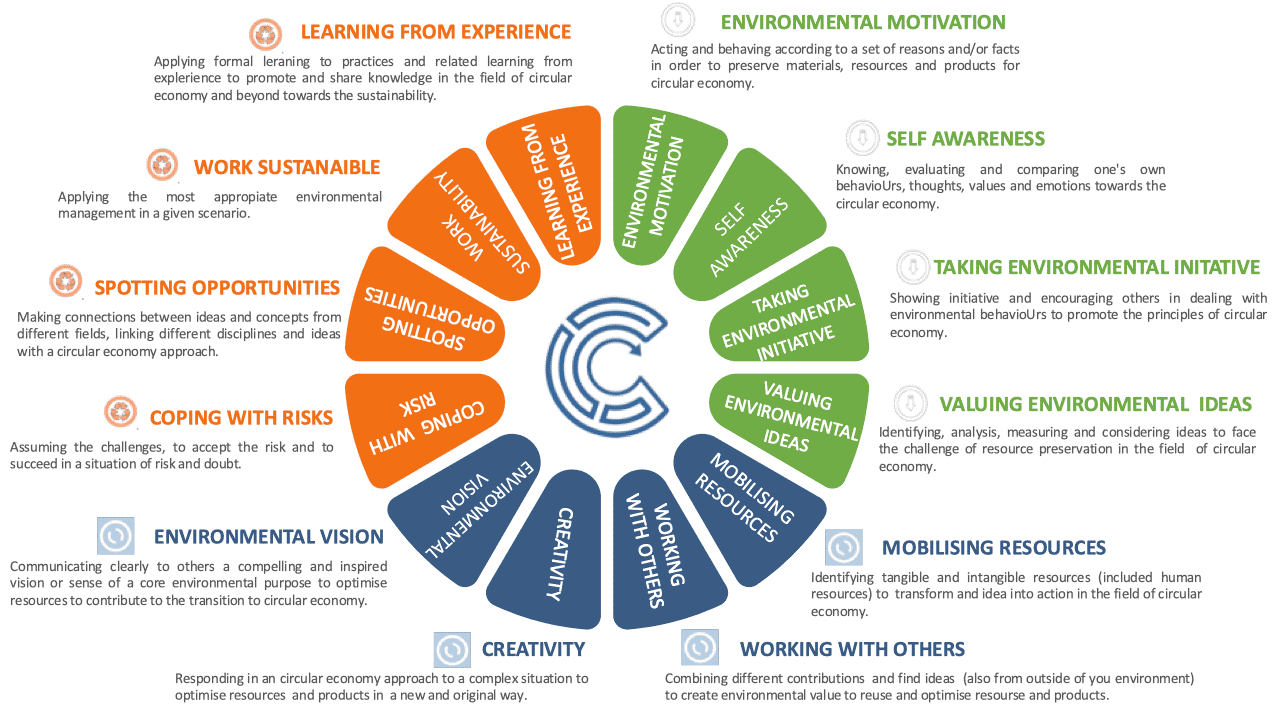 LEARNING FROM EXPERIENCE
Applying formal leraning to practices and related learning from
explerience to promote and share knowledge in the field of circular
economy and beyond towards the sustainability.
WORK SUSTANAIBLE
Applying the most appropiate environmental
management in a given scenario.
SPOTTING OPPORTUNITIES
Making connections between ideas and concepts from
different fields, linking different disciplines and ideas
with a circular economy approach.
COPING WITH RISKS
Assuming the challenges, to accept the risk and to
succeed in a situation of risk and doubt.
ENVIRONMENTAL VISION
Communicating clearly to others a compelling and inspired
vision or sense of a core environmental purpose to optimise
resources to contribute to the transition to circular economy.
CREATIVITY
Responding in an circular economy approach to a complex situation to
optimise resources and products in a new and original way.
ENVIRONMENTAL MOTIVATION
Acting and behaving according to a set of reasons and/or facts
in order to preserve materials, resources and products for
circular economy.
SELF AWARENESS
Knowing, evaluating and comparing one's own
behavioUrs, thoughts, values and emotions towards the
circular economy.
TAKING ENVIRONMENTAL INITATIVE
Showing initiative and encouraging others in dealing with
environmental behavioUrs to promote the principles of circular
economy.
VALUING ENVIRONMENTAL IDEAS
Identifying, analysis, measuring and considering ideas to face
the challenge of resource preservation in the field of circular
economy.
MOBILISING RESOURCES
Identifying tangible and intangible resources (included human
resources) to transform and idea into action in the field of circular
economy.
WORKING WITH OTHERS
Combining different contributions and find ideas (also from outside of you environment)
to create environmental value to reuse and optimise resourse and products.
LEARNING FROM
EXPERIENCE
ENVIRONMENTAL
MOTIVATION
SELF
AWARENESS
TAKING
ENVIRONMENTAL
INITIATIVE
VALUING
ENVIRONMENTAL
IDEAS
MOBILISING
RESOURCES
WORKING
WITH OTHERS
CREATIVITY
ENVIRONMENTAL
VISION
COPING WITH
RISK
SPOTTING
OPPORTUNITIES
WORK
SUSTAINABILITY